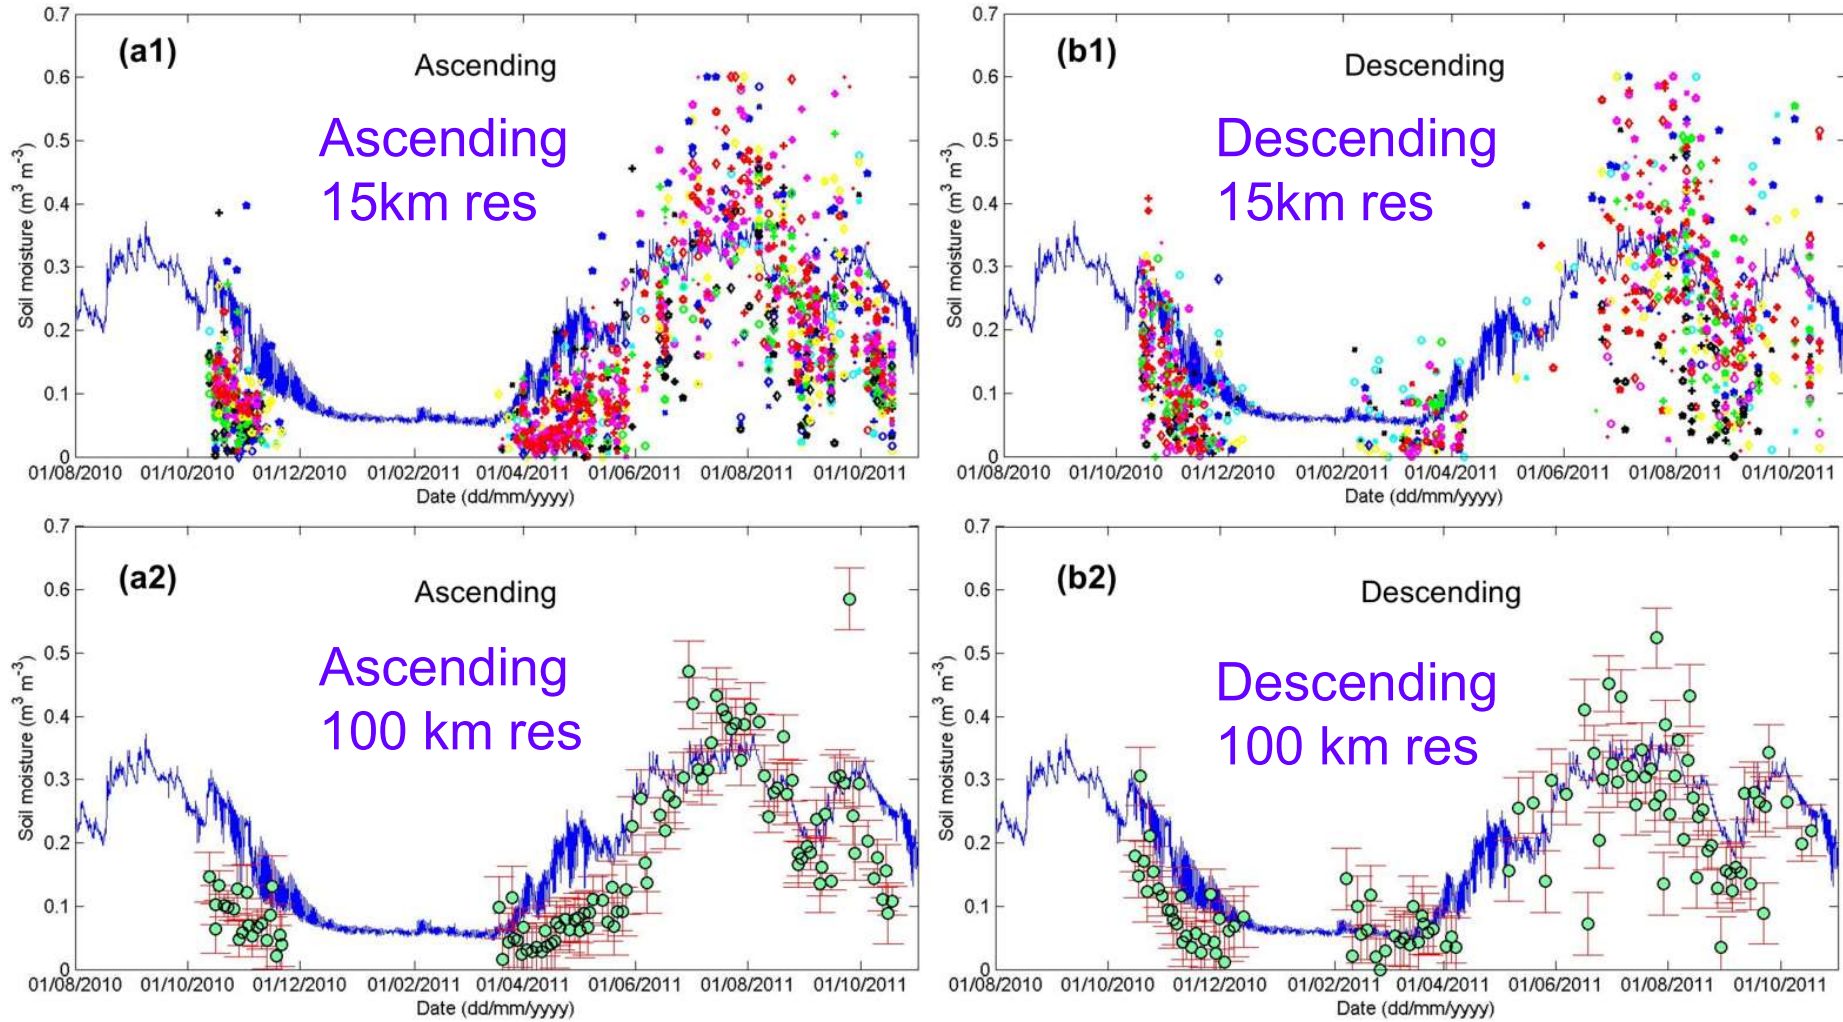 (a1)
Ascending
Ascending
15km res
Soil moisture (m³ m⁻³)
0.7
0.6
0.5
0.4
0.3
0.2
0.1
0
01/08/2010 01/10/2010 01/12/2010 01/02/2011 01/04/2011 01/06/2011 01/08/2011 01/10/2011
Date (dd/mm/yyyy)
(b1)
Descending
Descending
15km res
Soil moisture (m³ m⁻³)
0.7
0.6
0.5
0.4
0.3
0.2
0.1
0
01/08/2010 01/10/2010 01/12/2010 01/02/2011 01/04/2011 01/06/2011 01/08/2011 01/10/2011
Date (dd/mm/yyyy)
(a2)
Ascending
Ascending
100 km res
Soil moisture (m³ m⁻³)
0.7
0.6
0.5
0.4
0.3
0.2
0.1
0
01/08/2010 01/10/2010 01/12/2010 01/02/2011 01/04/2011 01/06/2011 01/08/2011 01/10/2011
Date (dd/mm/yyyy)
(b2)
Descending
Descending
100 km res
Soil moisture (m³ m⁻³)
0.7
0.6
0.5
0.4
0.3
0.2
0.1
0
01/08/2010 01/10/2010 01/12/2010 01/02/2011 01/04/2011 01/06/2011 01/08/2011 01/10/2011
Date (dd/mm/yyyy)